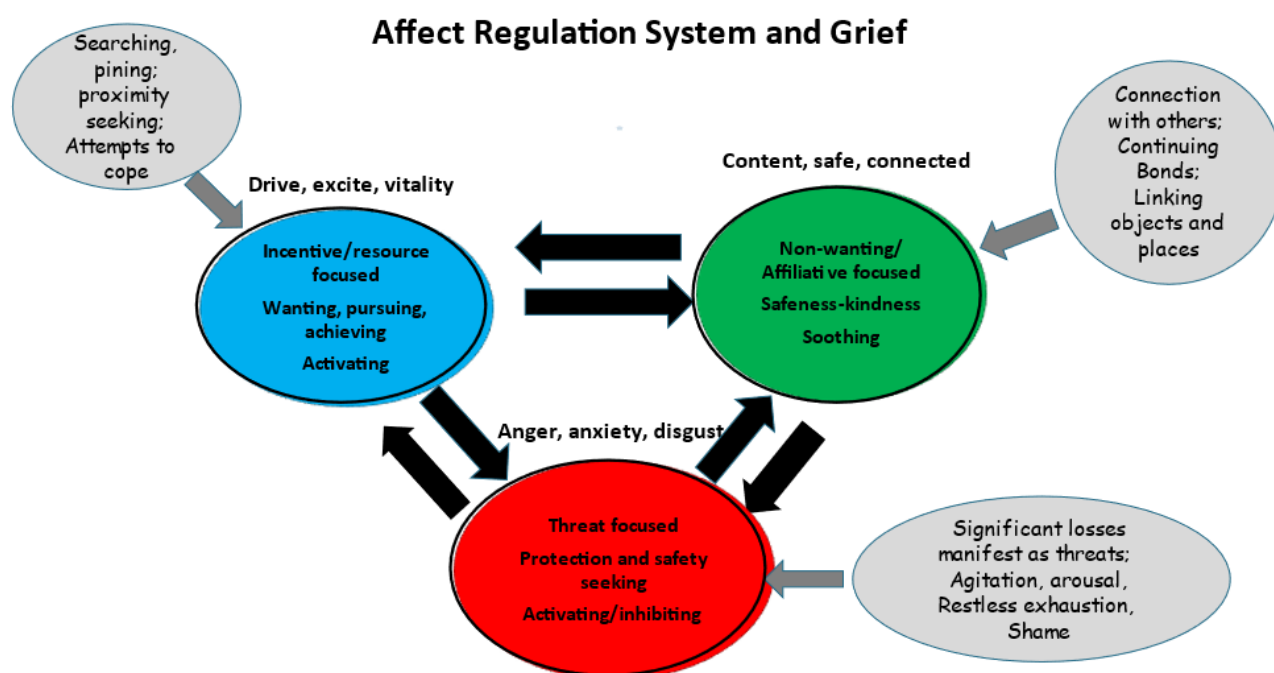 Affect Regulation System and Grief
Searching,
pining;
proximity
seeking;
Attempts to
cope
Connection
with others;
Continuing
Bonds;
Linking
objects and
places
Drive, excite, vitality
Content, safe, connected
Incentive/resource
focused
Wanting, pursuing,
achieving
Activating
Non-wanting/
Affiliative focused
Safeness-kindness
Soothing
Anger, anxiety, disgust
Threat focused
Protection and safety
seeking
Activating/inhibiting
Significant losses
manifest as threats;
Agitation, arousal,
Restless exhaustion,
Shame